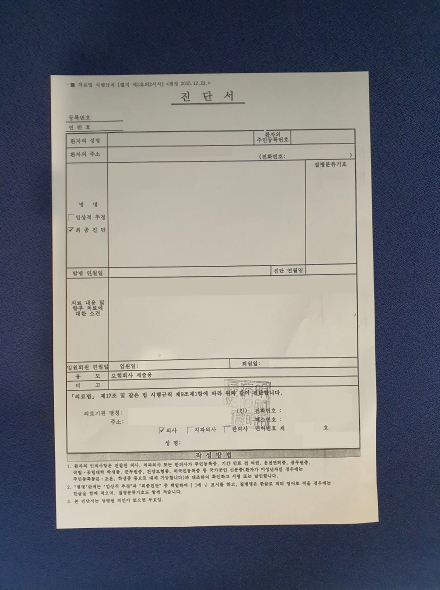 ■ 의료법 시행규칙 [별지 제5호의2서식] <개정 2015.12.23.>
진 단 서
등록번호
연 번 호
환자의 성명 환자의 주민등록번호
환자의 주소 (전화번호: )
병 명 질병분류기호
[ ] 임상적 추정
[✓] 최 종 진 단
발병 연월일 진단 연월일
치료 내용 및
향후 치료에
대한 소견
입원·퇴원 연월일 입원일: 퇴원일:
용 도 보험회사 제출용
비 고
「의료법」 제17조 및 같은 법 시행규칙 제9조제1항에 따라 위와 같이 진단합니다.
의료기관 명칭: (인) 전화번호 :
주소: 팩스번호 :
[✓] 의사 [ ] 치과의사 [ ] 한의사 면허번호 제 호
성 명:
작 성 방 법